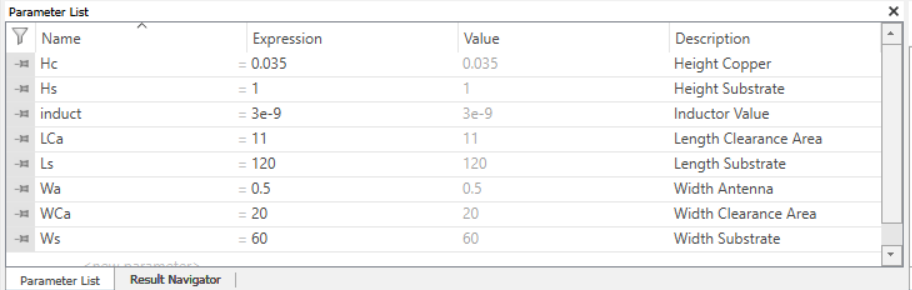 Parameter List
Name Expression Value Description
Hc = 0.035 0.035 Height Copper
Hs = 1 1 Height Substrate
induct = 3e-9 3e-9 Inductor Value
LCa = 11 11 Length Clearance Area
Ls = 120 120 Length Substrate
Wa = 0.5 0.5 Width Antenna
WCa = 20 20 Width Clearance Area
Ws = 60 60 Width Substrate
<new parameter>
Parameter List Result Navigator